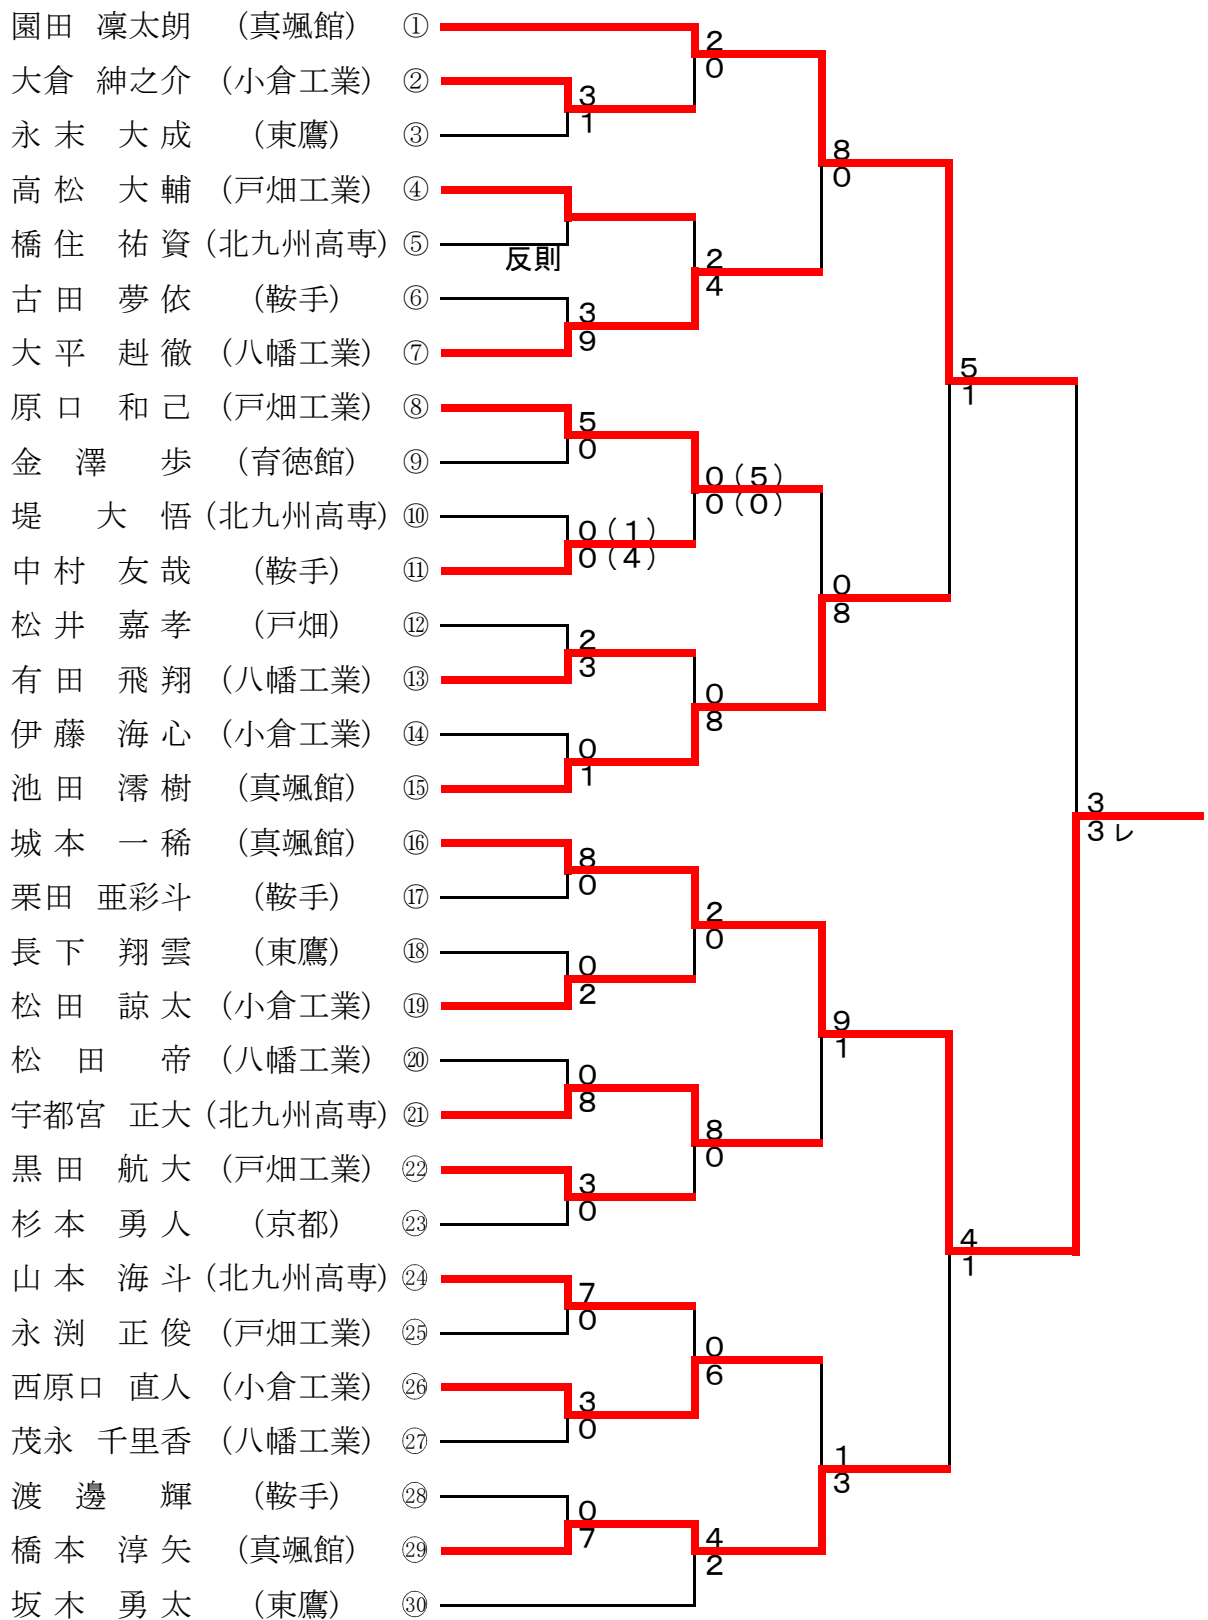 園田 凜太朗 (真颯館) ①
大倉 紳之介 (小倉工業) ②
永末 大成 (東鷹) ③
高松 大輔 (戸畑工業) ④
橋住 祐資 (北九州高専) ⑤
古田 夢依 (鞍手) ⑥
大平 赳徹 (八幡工業) ⑦
原口 和己 (戸畑工業) ⑧
金澤 歩 (育徳館) ⑨
堤 大悟 (北九州高専) ⑩
中村 友哉 (鞍手) ⑪
松井 嘉孝 (戸畑) ⑫
有田 飛翔 (八幡工業) ⑬
伊藤 海心 (小倉工業) ⑭
池田 澪樹 (真颯館) ⑮
城本 一稀 (真颯館) ⑯
栗田 亜彩斗 (鞍手) ⑰
長下 翔雲 (東鷹) ⑱
松田 諒太 (小倉工業) ⑲
松田 帝 (八幡工業) ⑳
宇都宮 正大 (北九州高専) ㉑
黒田 航大 (戸畑工業) ㉒
杉本 勇人 (京都) ㉓
山本 海斗 (北九州高専) ㉔
永渕 正俊 (戸畑工業) ㉕
西原口 直人 (小倉工業) ㉖
茂永 千里香 (八幡工業) ㉗
渡邊 輝 (鞍手) ㉘
橋本 淳矢 (真颯館) ㉙
坂木 勇太 (東鷹) ㉚
3
1
反則
3
9
5
0
0(1)
0(4)
2
3
0
1
8
0
0
2
0
8
3
0
7
0
3
0
0
7
2
0
2
4
0(5)
0(0)
0
8
2
0
8
0
0
6
4
2
8
0
0
8
9
1
1
3
5
1
4
1
3
3レ